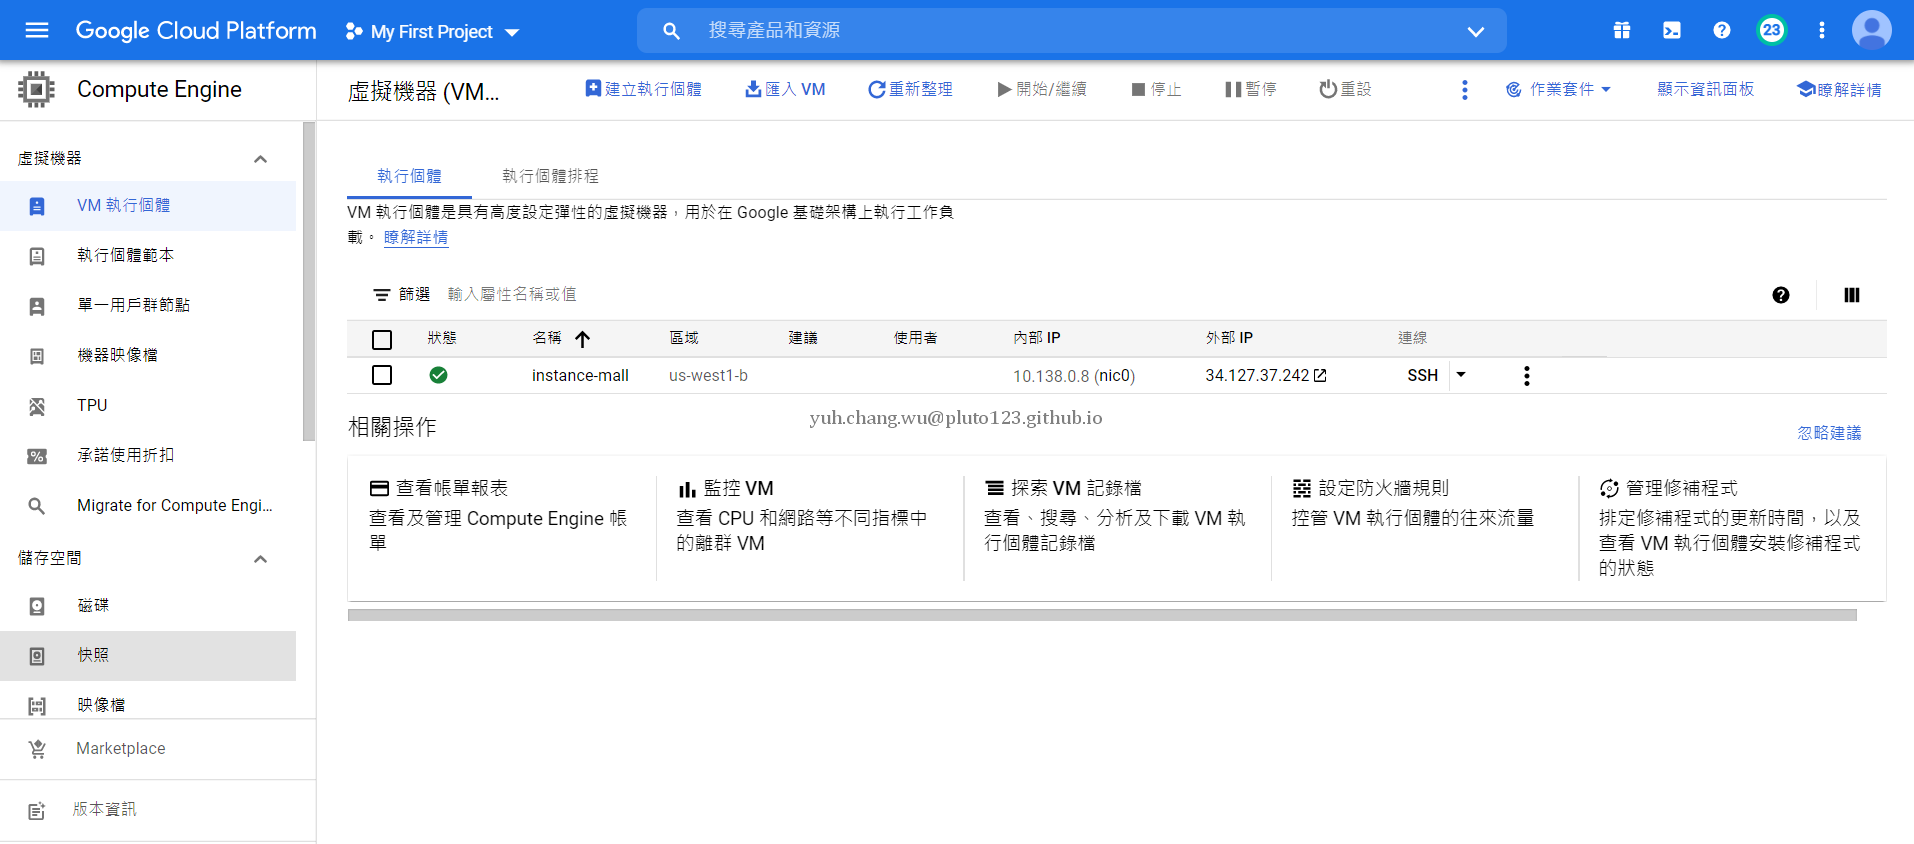 Google Cloud Platform
My First Project
搜尋產品和資源
23
Compute Engine
虛擬機器 (VM...
建立執行個體
匯入 VM
重新整理
開始/繼續
停止
暫停
重設
作業套件
顯示資訊面板
瞭解詳情
虛擬機器
VM 執行個體
執行個體範本
單一用戶群節點
機器映像檔
TPU
承諾使用折扣
Migrate for Compute Engi...
儲存空間
磁碟
快照
映像檔
Marketplace
版本資訊
執行個體
執行個體排程
VM 執行個體是具有高度設定彈性的虛擬機器,用於在 Google 基礎架構上執行工作負
載。 瞭解詳情
篩選 輸入屬性名稱或值
狀態 名稱 區域 建議 使用者 內部 IP 外部 IP 連線
instance-mall us-west1-b 10.138.0.8 (nic0) 34.127.37.242 SSH
yuh.chang.wu@pluto123.github.io
相關操作
忽略建議
查看帳單報表
查看及管理 Compute Engine 帳
單
監控 VM
查看 CPU 和網路等不同指標中
的離群 VM
探索 VM 記錄檔
查看、搜尋、分析及下載 VM 執
行個體記錄檔
設定防火牆規則
控管 VM 執行個體的往來流量
管理修補程式
排定修補程式的更新時間,以及
查看 VM 執行個體安裝修補程式
的狀態